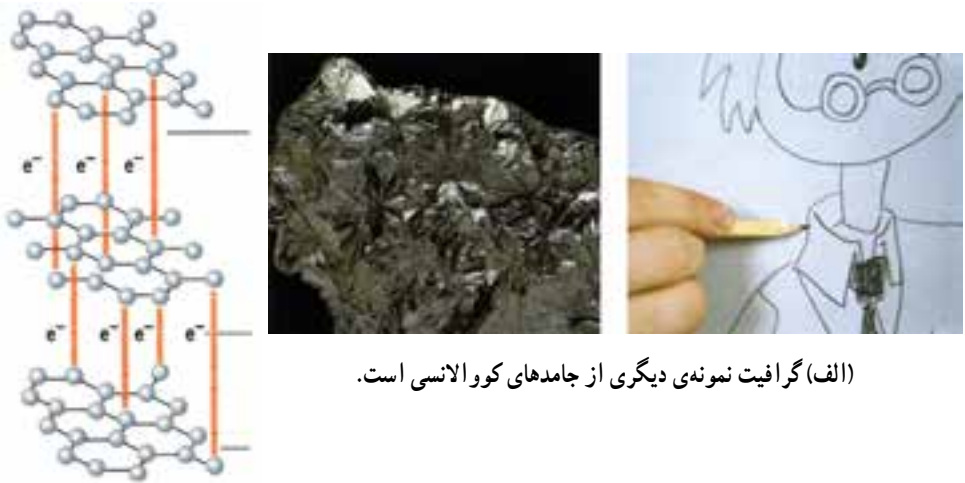 e⁻ e⁻ e⁻
e⁻ e⁻ e⁻ e⁻
(الف) گرافیت نمونه‌ی دیگری از جامدهای کووالانسی است.